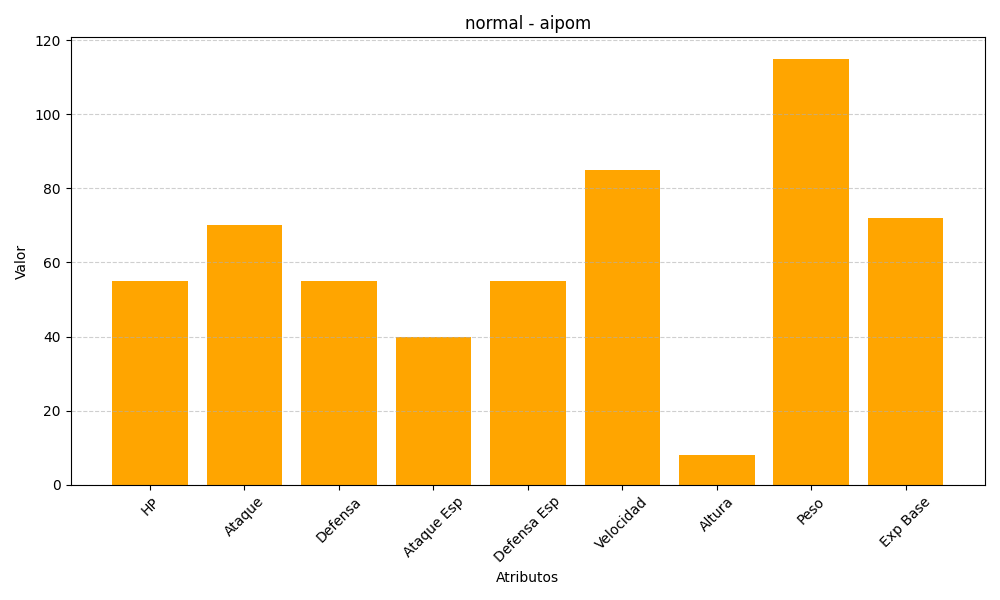 normal - aipom
Valor
120
100
80
60
40
20
0
HP
Ataque
Defensa
Ataque Esp
Defensa Esp
Velocidad
Altura
Peso
Exp Base
Atributos